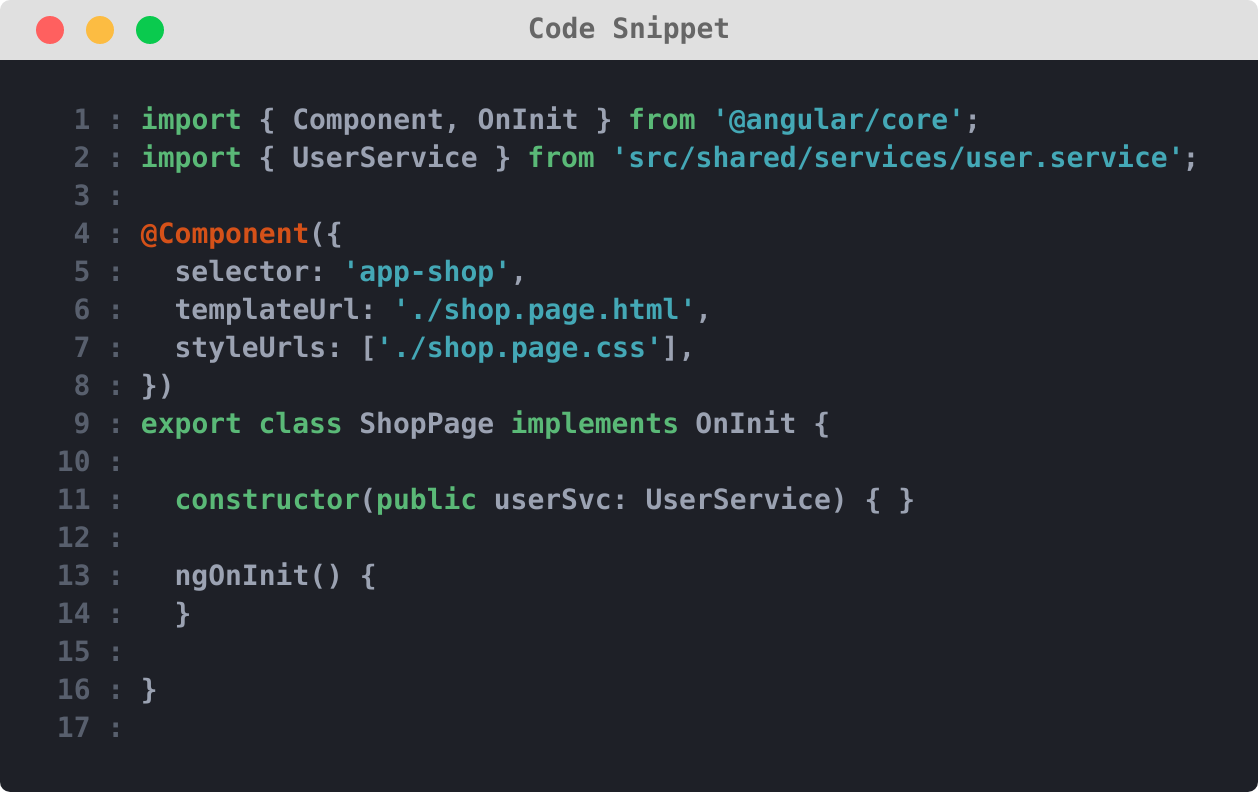 Code Snippet
1 : import { Component, OnInit } from '@angular/core';
2 : import { UserService } from 'src/shared/services/user.service';
3 :
4 : @Component({
5 :   selector: 'app-shop',
6 :   templateUrl: './shop.page.html',
7 :   styleUrls: ['./shop.page.css'],
8 : })
9 : export class ShopPage implements OnInit {
10 :
11 :   constructor(public userSvc: UserService) { }
12 :
13 :   ngOnInit() {
14 :   }
15 :
16 : }
17 :